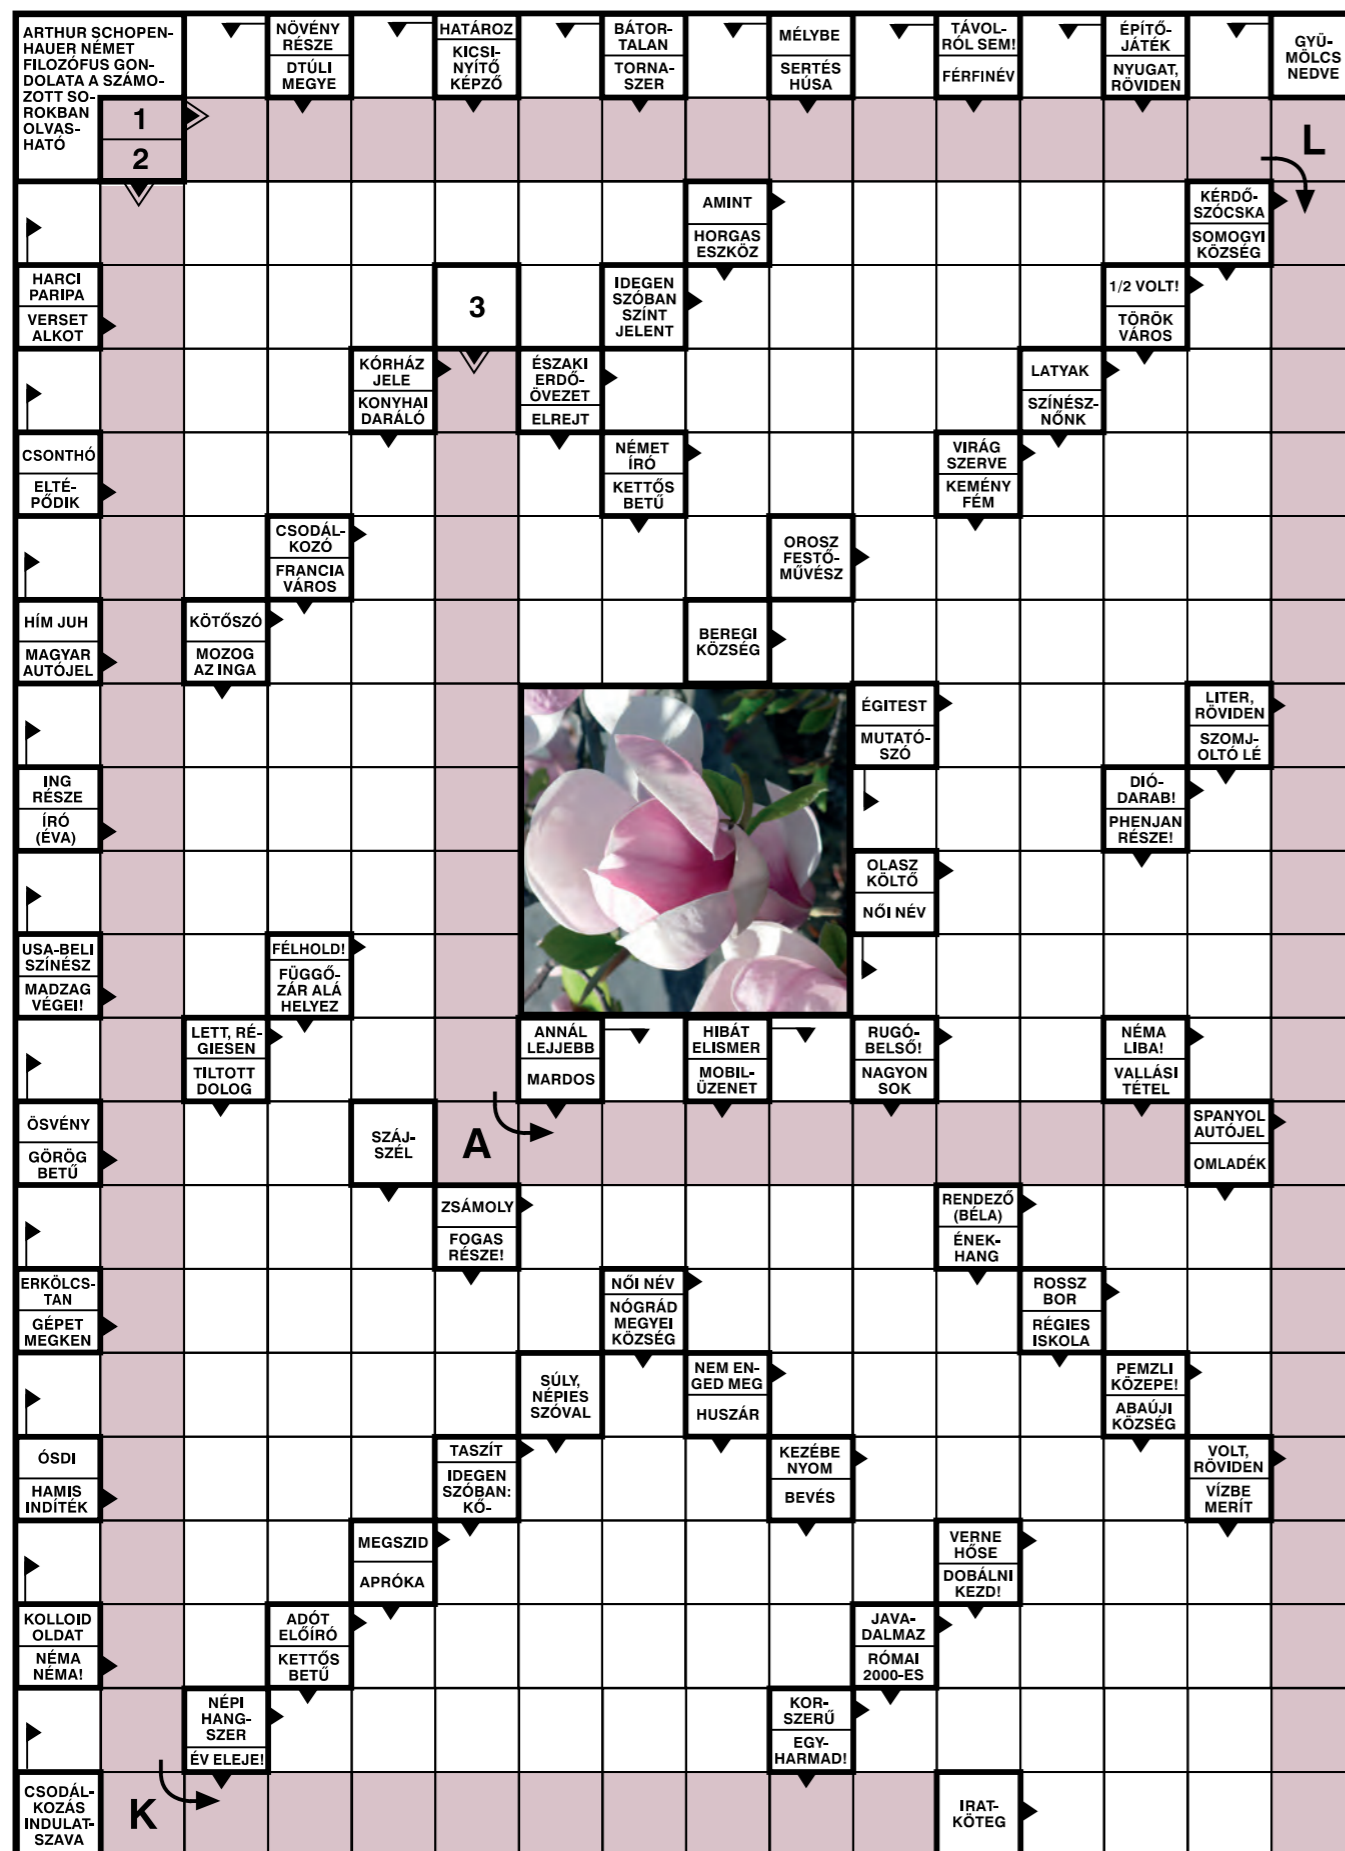 ARTHUR SCHOPEN-
HAUER NÉMET
FILOZÓFUS GON-
DOLATA A SZÁMO-
ZOTT SO-
ROKBAN
OLVAS-
HATÓ
NÖVÉNY
RÉSZE
DTÚLI
MEGYE
HATÁROZ
KICSI-
NYÍTŐ
KÉPZŐ
BÁTOR-
TALAN
TORNA-
SZER
MÉLYBE
SERTÉS
HÚSA
TÁVOL-
RÓL SEM!
FÉRFINÉV
ÉPÍTŐ-
JÁTÉK
NYUGAT,
RÖVIDEN
GYÜ-
MÖLCS
NEDVE
1
2
L
AMINT
HORGAS
ESZKÖZ
KÉRDŐ-
SZÓCSKA
SOMOGYI
KÖZSÉG
HARCI
PARIPA
VERSET
ALKOT
3
IDEGEN
SZÓBAN
SZÍNT
JELENT
1/2 VOLT!
TÖRÖK
VÁROS
KÓRHÁZ
JELE
KONYHAI
DARÁLÓ
ÉSZAKI
ERDŐ-
ÖVEZET
ELREJT
LATYAK
SZÍNÉSZ-
NŐNK
CSONTHÓ
ELTÉ-
PŐDIK
NÉMET
ÍRÓ
KETTŐS
BETŰ
VIRÁG
SZERVE
KEMÉNY
FÉM
CSODÁL-
KOZÓ
FRANCIA
VÁROS
OROSZ
FESTŐ-
MŰVÉSZ
HÍM JUH
MAGYAR
AUTÓJEL
KÖTŐSZÓ
MOZOG
AZ INGA
BEREGI
KÖZSÉG
ÉGITEST
MUTATÓ-
SZÓ
LITER,
RÖVIDEN
SZOMJ-
OLTÓ LÉ
ING
RÉSZE
ÍRÓ
(ÉVA)
DIÓ-
DARAB!
PHENJAN
RÉSZE!
OLASZ
KÖLTŐ
NŐI NÉV
USA-BELI
SZÍNÉSZ
MADZAG
VÉGEI!
FÉLHOLD!
FÜGGŐ-
ZÁR ALÁ
HELYEZ
LETT, RÉ-
GIESEN
TILTOTT
DOLOG
ANNÁL
LEJJEBB
MARDOS
HIBÁT
ELISMER
MOBIL-
ÜZENET
RUGÓ-
BELSŐ!
NAGYON
SOK
NÉMA
LIBA!
VALLÁSI
TÉTEL
ÖSVÉNY
GÖRÖG
BETŰ
SZÁJ-
SZÉL
A
SPANYOL
AUTÓJEL
OMLADÉK
ZSÁMOLY
FOGAS
RÉSZE!
RENDEZŐ
(BÉLA)
ÉNEK-
HANG
ERKÖLCS-
TAN
GÉPET
MEGKEN
NŐI NÉV
NÓGRÁD
MEGYEI
KÖZSÉG
ROSSZ
BOR
RÉGIES
ISKOLA
SÚLY,
NÉPIES
SZÓVAL
NEM EN-
GED MEG
HUSZÁR
PEMZLI
KÖZEPE!
ABAÚJI
KÖZSÉG
ÓSDI
HAMIS
INDÍTÉK
TASZÍT
IDEGEN
SZÓBAN:
KŐ-
KEZÉBE
NYOM
BEVÉS
VOLT,
RÖVIDEN
VÍZBE
MERÍT
MEGSZID
APRÓKA
VERNE
HŐSE
DOBÁLNI
KEZD!
KOLLOID
OLDAT
NÉMA
NÉMA!
ADÓT
ELŐÍRÓ
KETTŐS
BETŰ
JAVA-
DALMAZ
RÓMAI
2000-ES
NÉPI
HANG-
SZER
ÉV ELEJE!
KOR-
SZERŰ
EGY-
HARMAD!
CSODÁL-
KOZÁS
INDULAT-
SZAVA
K
IRAT-
KÖTEG